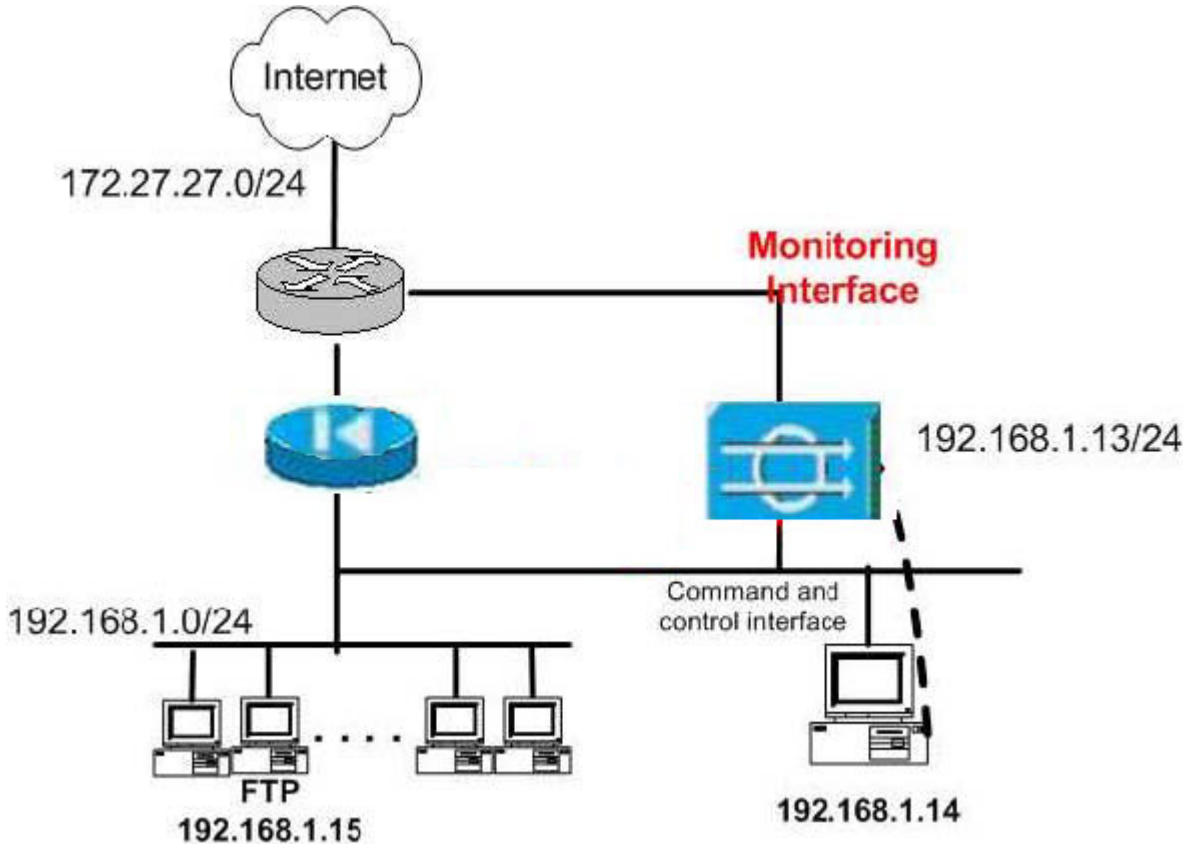 Internet
172.27.27.0/24
Monitoring
Interface
192.168.1.13/24
Command and
control interface
192.168.1.0/24
FTP
192.168.1.15
192.168.1.14